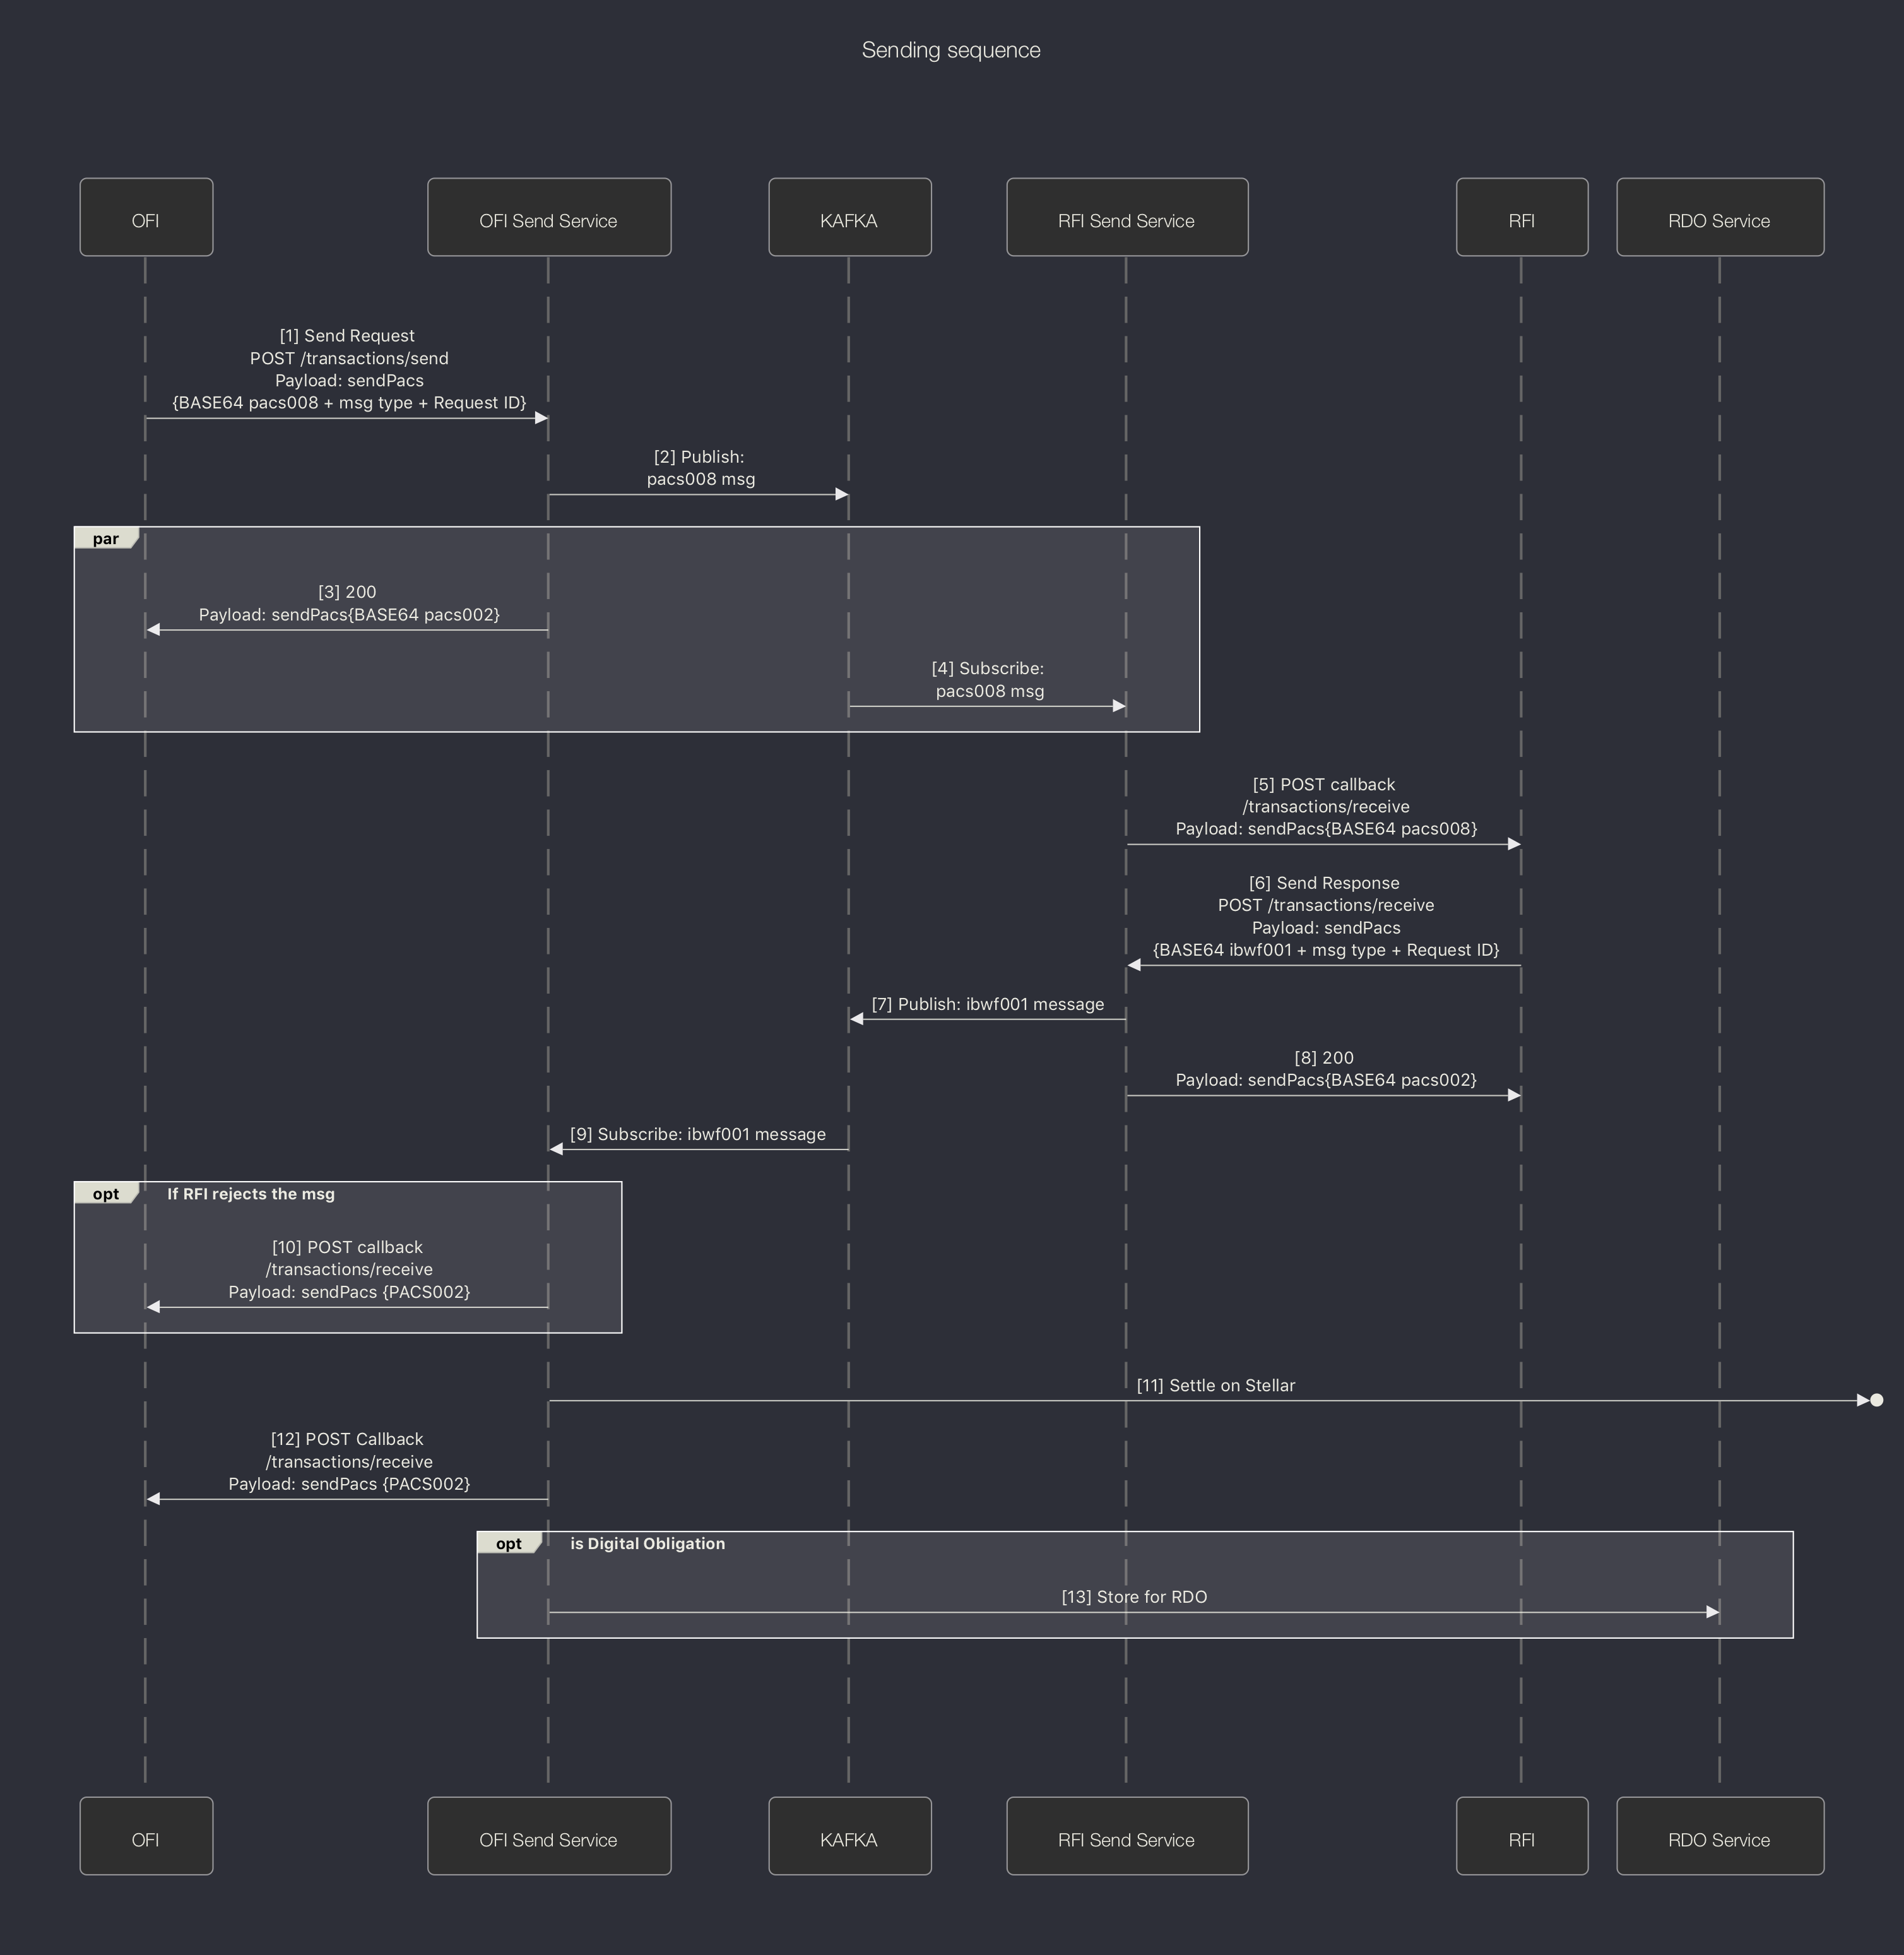 Sending sequence
OFI
OFI Send Service
KAFKA
RFI Send Service
RFI
RDO Service
[1] Send Request
POST /transactions/send
Payload: sendPacs
{BASE64 pacs008 + msg type + Request ID}
[2] Publish:
pacs008 msg
par
[3] 200
Payload: sendPacs{BASE64 pacs002}
[4] Subscribe:
pacs008 msg
[5] POST callback
/transactions/receive
Payload: sendPacs{BASE64 pacs008}
[6] Send Response
POST /transactions/receive
Payload: sendPacs
{BASE64 ibwf001 + msg type + Request ID}
[7] Publish: ibwf001 message
[8] 200
Payload: sendPacs{BASE64 pacs002}
[9] Subscribe: ibwf001 message
opt
If RFI rejects the msg
[10] POST callback
/transactions/receive
Payload: sendPacs {PACS002}
[11] Settle on Stellar
[12] POST Callback
/transactions/receive
Payload: sendPacs {PACS002}
opt
is Digital Obligation
[13] Store for RDO
OFI
OFI Send Service
KAFKA
RFI Send Service
RFI
RDO Service